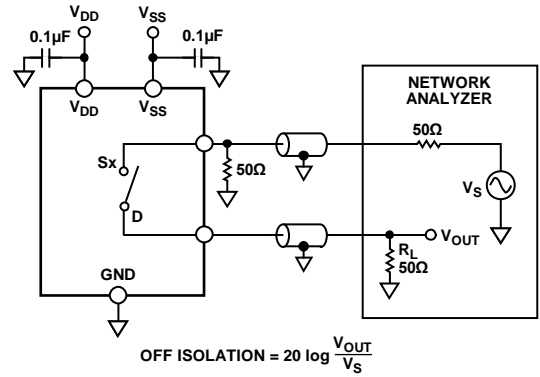 VDD VSS
0.1µF 0.1µF
VDD VSS
NETWORK
ANALYZER
50Ω
Sx
50Ω
VS
D
VOUT
RL
50Ω
GND
OFF ISOLATION = 20 log VOUT
VS